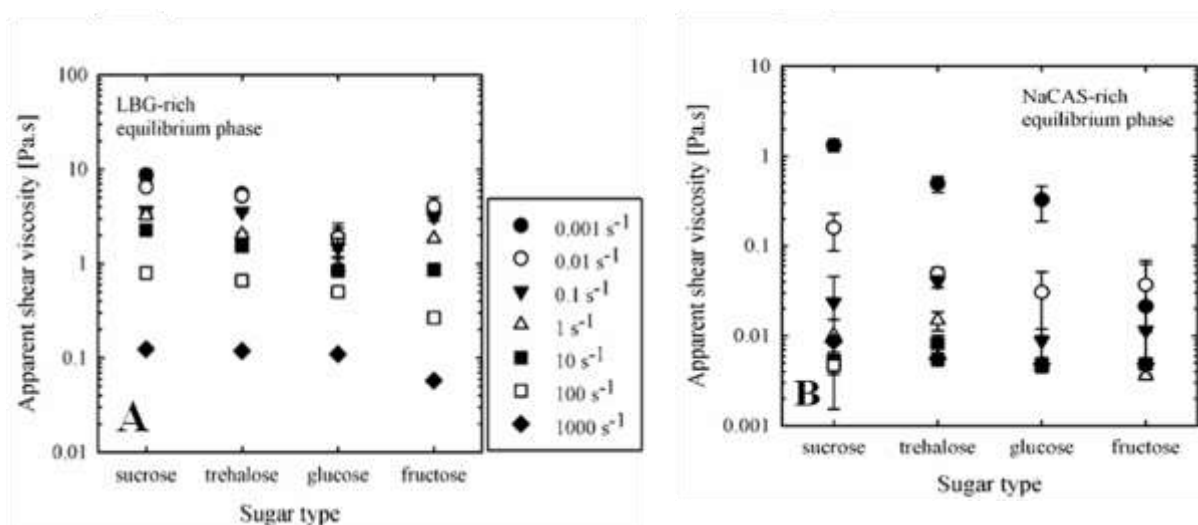 100
10
1
0.1
0.01
Apparent shear viscosity [Pa.s]
LBG-rich
equilibrium phase
A
sucrose trehalose glucose fructose
Sugar type
0.001 s-1
0.01 s-1
0.1 s-1
1 s-1
10 s-1
100 s-1
1000 s-1
10
1
0.1
0.01
0.001
Apparent shear viscosity [Pa.s]
NaCAS-rich
equilibrium phase
B
sucrose trehalose glucose fructose
Sugar type